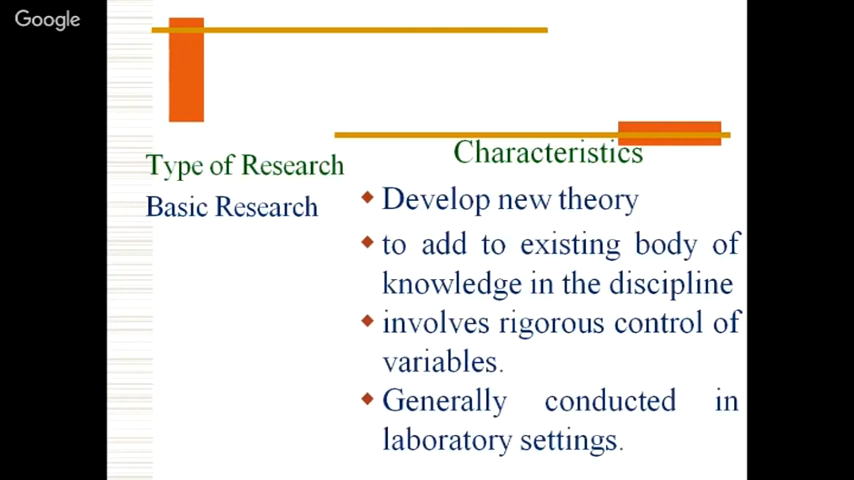 Google
Type of Research
Basic Research
Characteristics
Develop new theory
to add to existing body of
knowledge in the discipline
involves rigorous control of
variables.
Generally conducted in
laboratory settings.